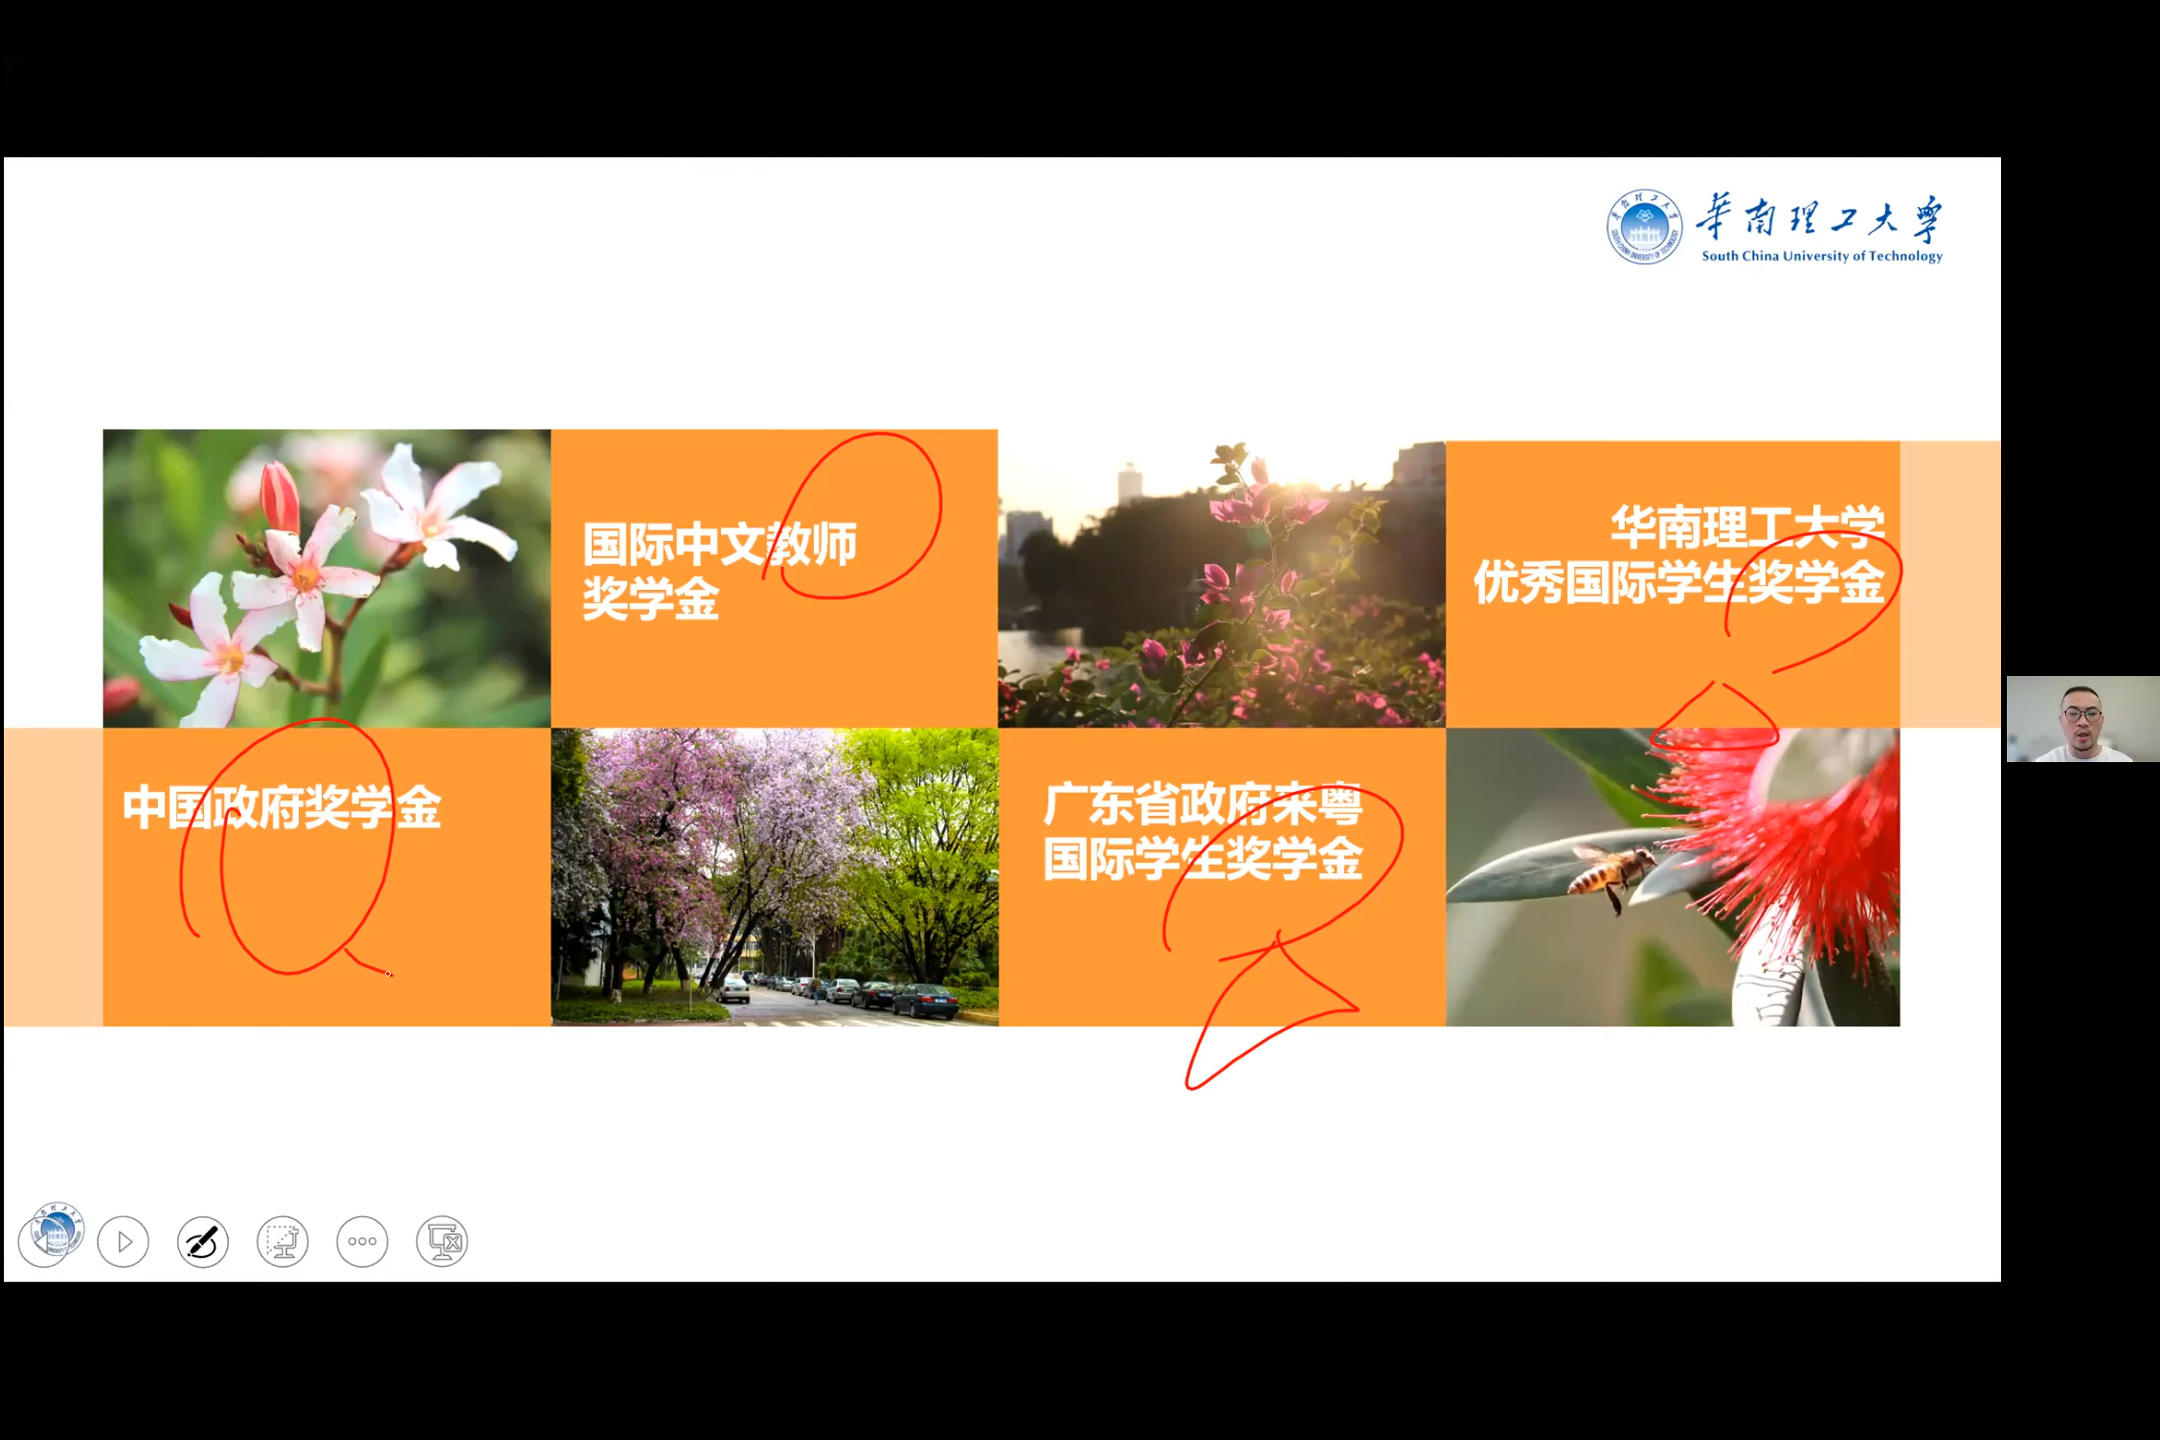 華南理工大學
South China University of Technology
国际中文教师
奖学金
华南理工大学
优秀国际学生奖学金
中国政府奖学金
广东省政府来粤
国际学生奖学金